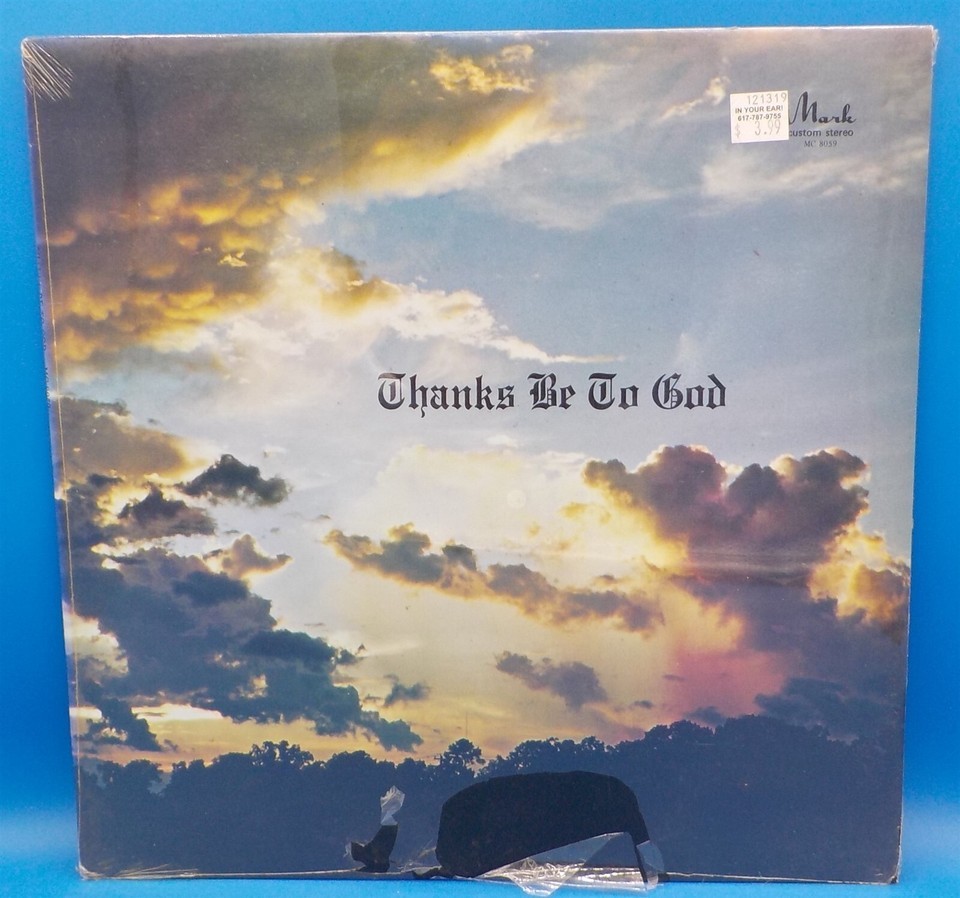 121319
IN YOUR EAR!
617-787-9755
$ 3.99
Mark
custom stereo
MC 8059
Thanks Be To God